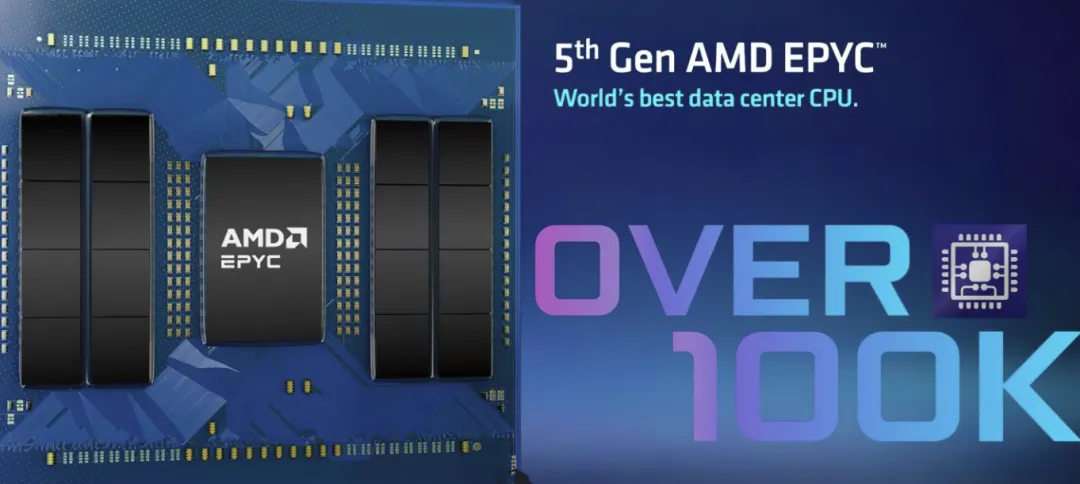 5th Gen AMD EPYC™
World's best data center CPU.
AMD
EPYC
OVER
100K